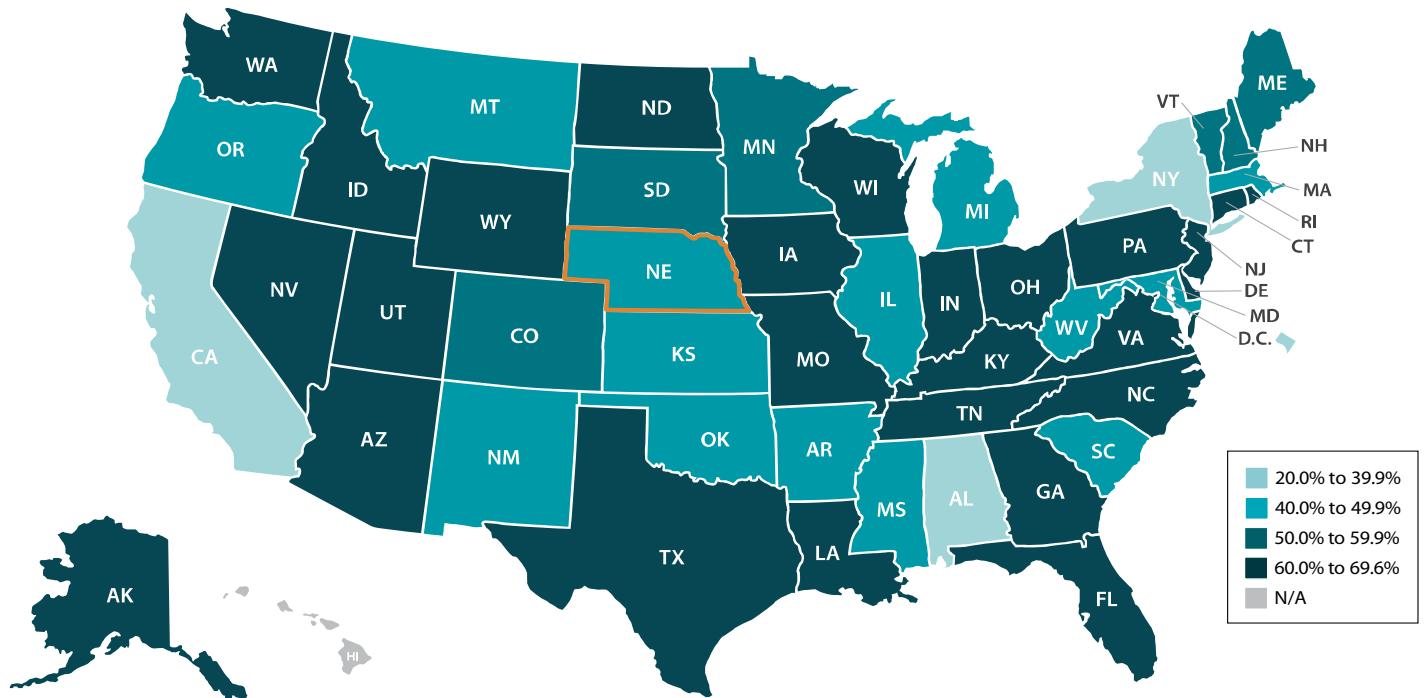 WA
MT
ND
MN
ME
VT
NH
OR
ID
SD
WI
NY
MA
WY
MI
RI
CT
IA
PA
NJ
NE
NV
UT
CO
IL
IN
OH
DE
MD
WV
D.C.
CA
KS
MO
KY
VA
NC
TN
AZ
NM
OK
AR
SC
MS
AL
GA
TX
LA
AK
FL
HI
20.0% to 39.9%
40.0% to 49.9%
50.0% to 59.9%
60.0% to 69.6%
N/A